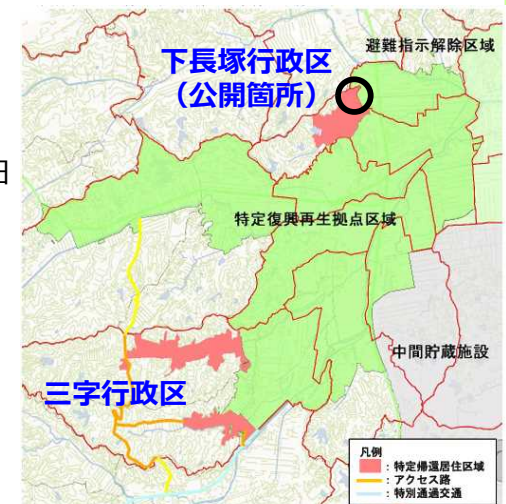 避難指示解除区域
下長塚行政区
（公開箇所）
日
特定復興再生拠点区域
中間貯蔵施設
三字行政区
凡例
：特定帰還居住区域
：アクセス路
：特別通過交通